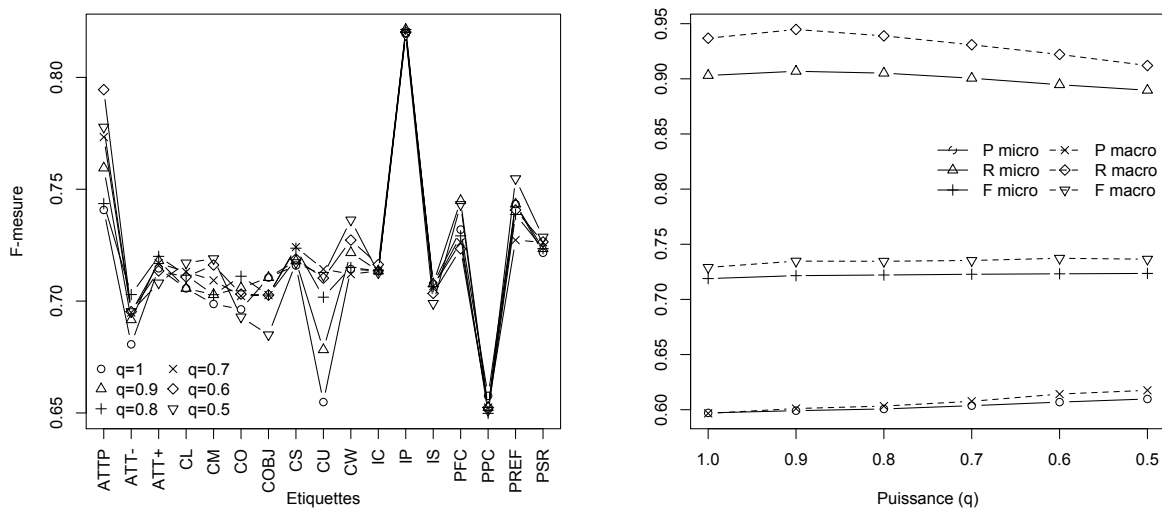 F-mesure
0.80
0.75
0.70
0.65
q=1
q=0.9
q=0.8
q=0.7
q=0.6
q=0.5
ATTP
ATT-
ATT+
CL
CM
CO
COBJ
CS
CU
CW
IC
IP
IS
PFC
PPC
PREF
PSR
Etiquettes
0.95
0.90
0.85
0.80
0.75
0.70
0.65
0.60
P micro
R micro
F micro
P macro
R macro
F macro
1.0 0.9 0.8 0.7 0.6 0.5
Puissance (q)